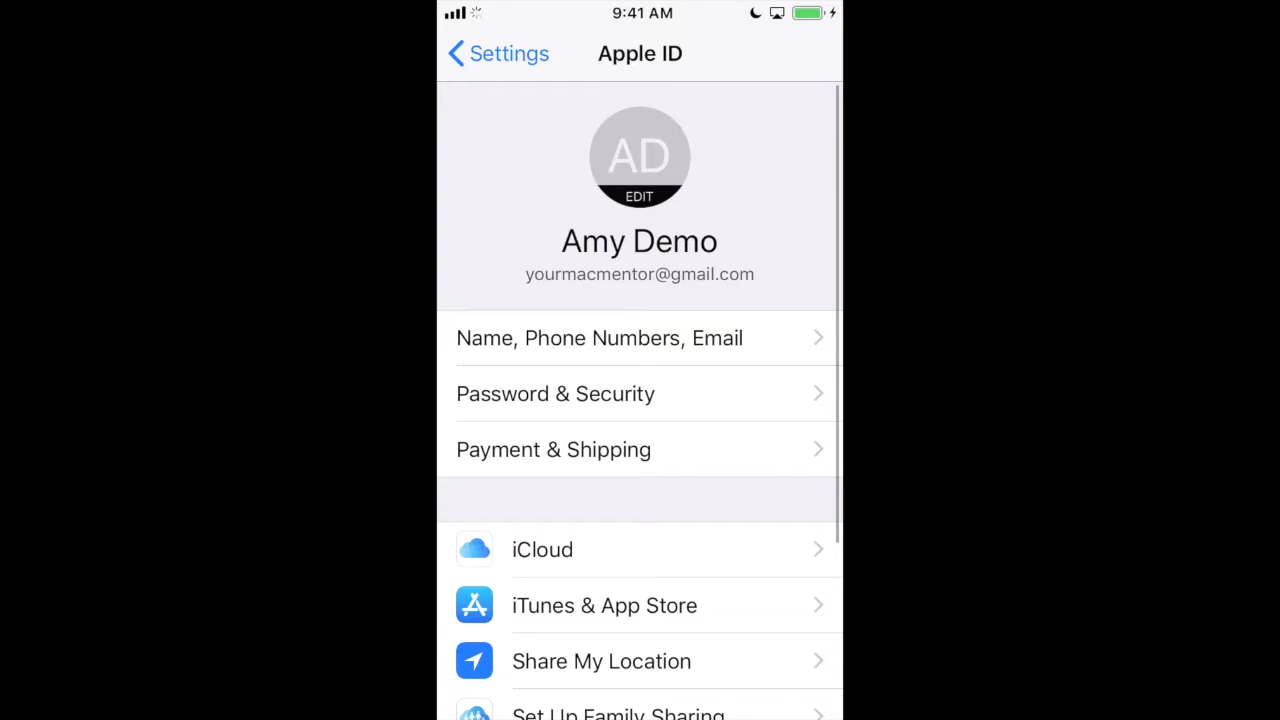 9:41 AM
Settings
Apple ID
AD
EDIT
Amy Demo
yourmacmentor@gmail.com
Name, Phone Numbers, Email
Password & Security
Payment & Shipping
iCloud
iTunes & App Store
Share My Location
Set Up Family Sharing